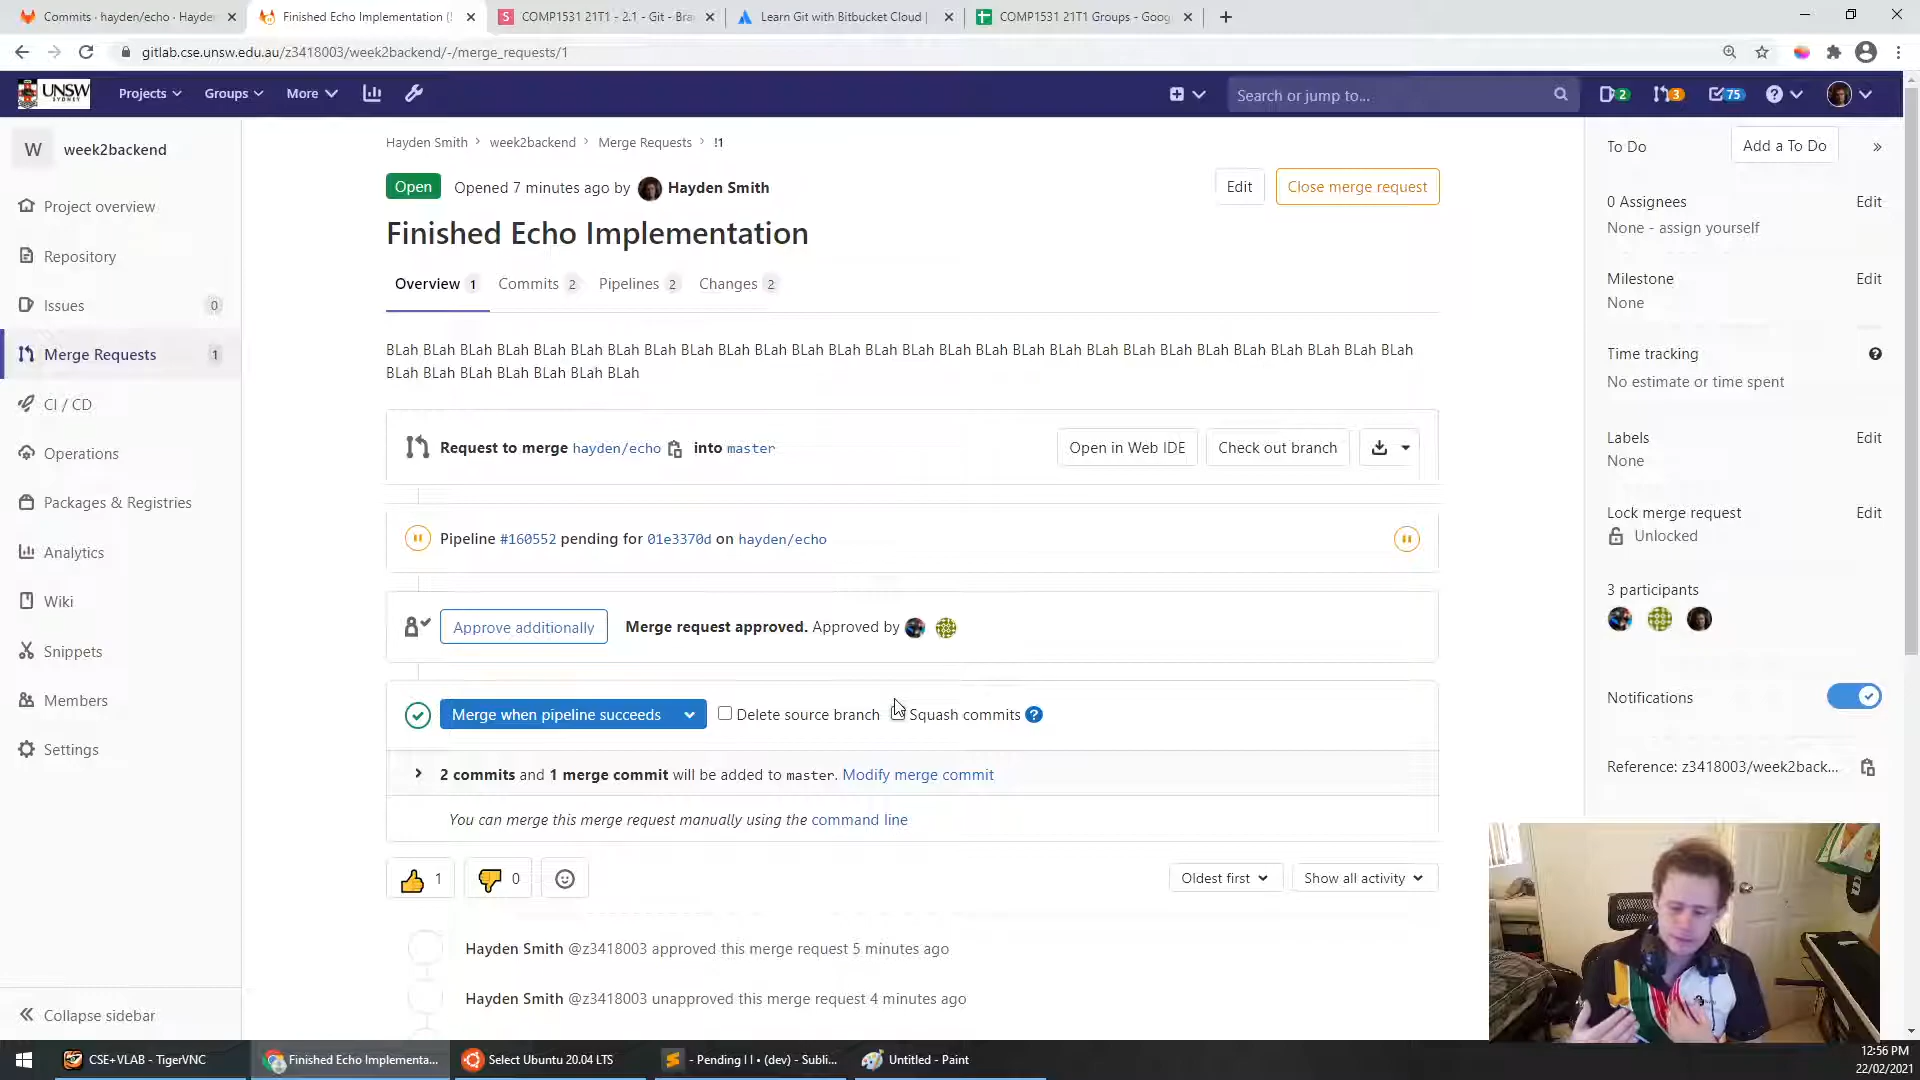 Commits · hayden/echo · Hayde
Finished Echo Implementation (!
COMP1531 21T1 - 2.1 - Git - Bra
Learn Git with Bitbucket Cloud |
COMP1531 21T1 Groups - Goog
gitlab.cse.unsw.edu.au/z3418003/week2backend/-/merge_requests/1
UNSW
SYDNEY
Projects
Groups
More
Search or jump to...
2
3
75
W
week2backend
Project overview
Repository
Issues
0
Merge Requests
1
CI / CD
Operations
Packages & Registries
Analytics
Wiki
Snippets
Members
Settings
Collapse sidebar
Hayden Smith > week2backend > Merge Requests > !1
Open
Opened 7 minutes ago by Hayden Smith
Edit
Close merge request
Finished Echo Implementation
Overview 1
Commits 2
Pipelines 2
Changes 2
BLah BLah BLah BLah BLah BLah BLah BLah BLah BLah BLah BLah BLah BLah BLah BLah BLah BLah BLah BLah BLah BLah BLah BLah BLah BLah BLah BLah
BLah BLah BLah BLah BLah BLah BLah
Request to merge hayden/echo into master
Open in Web IDE
Check out branch
Pipeline #160552 pending for 01e3370d on hayden/echo
Approve additionally
Merge request approved. Approved by
Merge when pipeline succeeds
Delete source branch
Squash commits
2 commits and 1 merge commit will be added to master. Modify merge commit
You can merge this merge request manually using the command line
1
0
Oldest first
Show all activity
Hayden Smith @z3418003 approved this merge request 5 minutes ago
Hayden Smith @z3418003 unapproved this merge request 4 minutes ago
To Do
Add a To Do
0 Assignees
Edit
None - assign yourself
Milestone
Edit
None
Time tracking
No estimate or time spent
Labels
Edit
None
Lock merge request
Edit
Unlocked
3 participants
Notifications
Reference: z3418003/week2back...
CSE+VLAB - TigerVNC
Finished Echo Implementa...
Select Ubuntu 20.04 LTS
- Pending | | • (dev) - Subli...
Untitled - Paint
12:56 PM
22/02/2021